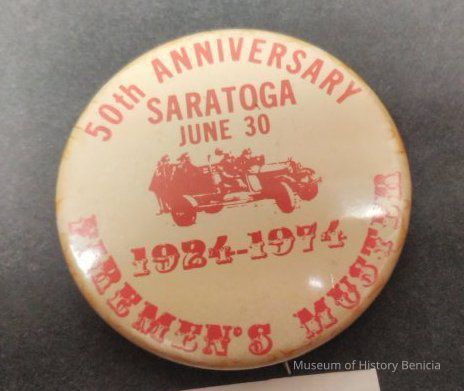 50th ANNIVERSARY
SARATOGA
JUNE 30
1924-1974
FIREMEN'S MUSTER
Museum of History Benicia